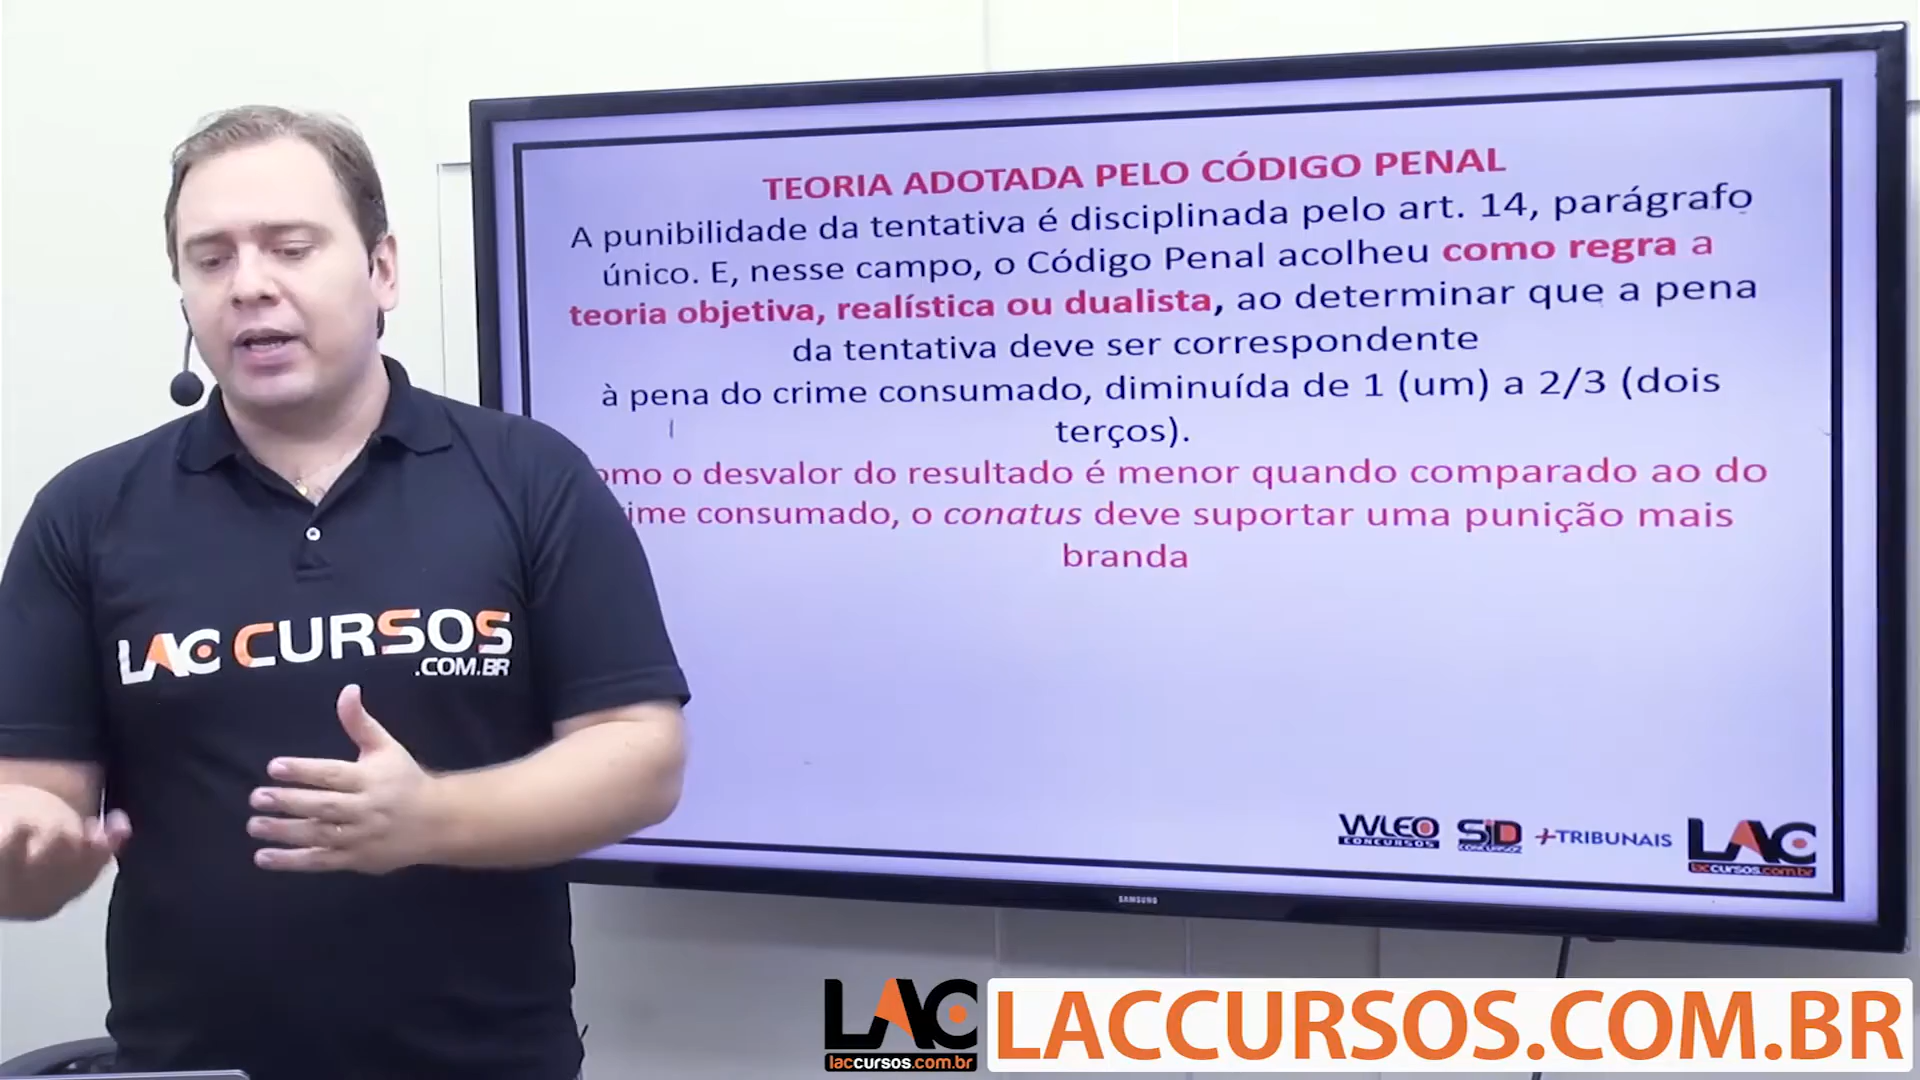 TEORIA ADOTADA PELO CÓDIGO PENAL
A punibilidade da tentativa é disciplinada pelo art. 14, parágrafo
único. E, nesse campo, o Código Penal acolheu como regra a
teoria objetiva, realística ou dualista, ao determinar que a pena
da tentativa deve ser correspondente
à pena do crime consumado, diminuída de 1 (um) a 2/3 (dois
terços).
omo o desvalor do resultado é menor quando comparado ao do
ime consumado, o conatus deve suportar uma punição mais
branda
LAC CURSOS
.COM.BR
WLEO
CONCURSOS
SID
CONCURSOS
+TRIBUNAIS
LAC
laccursos.com.br
SAMSUNG
LAC
laccursos.com.br
LACCURSOS.COM.BR